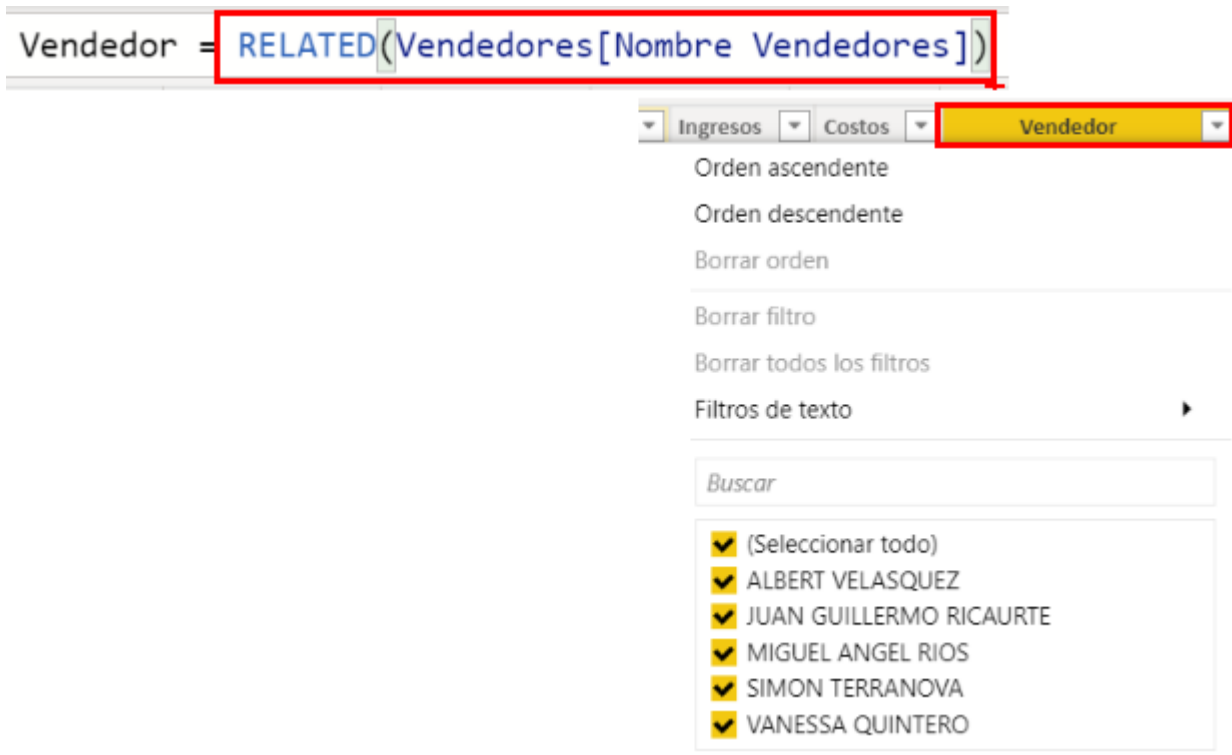 Vendedor = RELATED(Vendedores[Nombre Vendedores])
Ingresos Costos Vendedor
Orden ascendente
Orden descendente
Borrar orden
Borrar filtro
Borrar todos los filtros
Filtros de texto
Buscar
(Seleccionar todo)
ALBERT VELASQUEZ
JUAN GUILLERMO RICAURTE
MIGUEL ANGEL RIOS
SIMON TERRANOVA
VANESSA QUINTERO